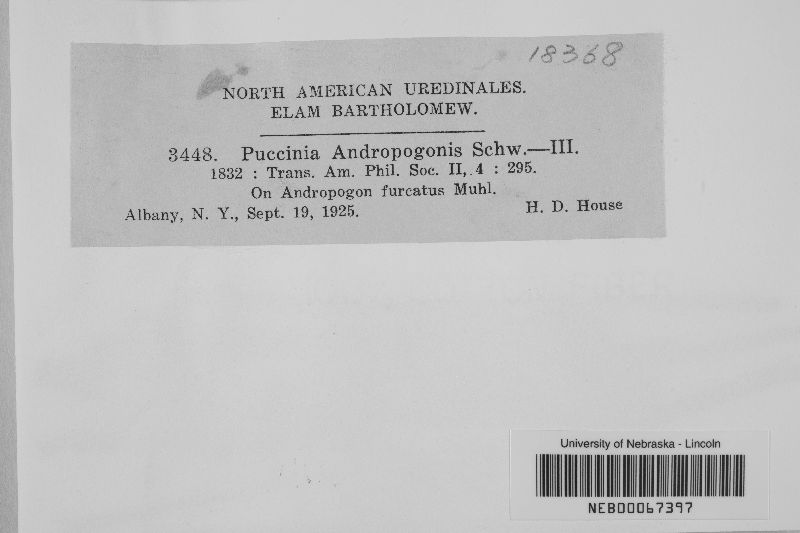 18368
NORTH AMERICAN UREDINALES.
ELAM BARTHOLOMEW.
3448. Puccinia Andropogonis Schw.—III.
1832 : Trans. Am. Phil. Soc. II, 4 : 295.
On Andropogon furcatus Muhl.
Albany, N. Y., Sept. 19, 1925. H. D. House
University of Nebraska - Lincoln
NEB00067397